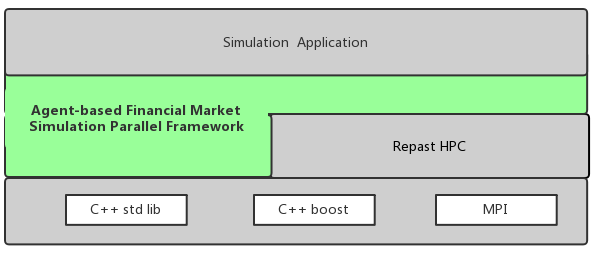 Simulation Application
Agent-based Financial Market
Simulation Parallel Framework
Repast HPC
C++ std lib
C++ boost
MPI